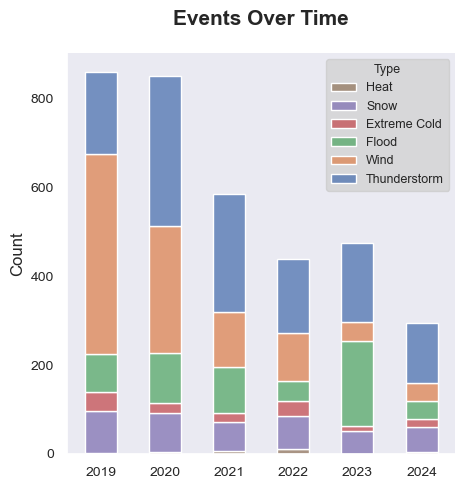 Events Over Time
Type
Heat
Snow
Extreme Cold
Flood
Wind
Thunderstorm
Count
800
600
400
200
0
2019 2020 2021 2022 2023 2024